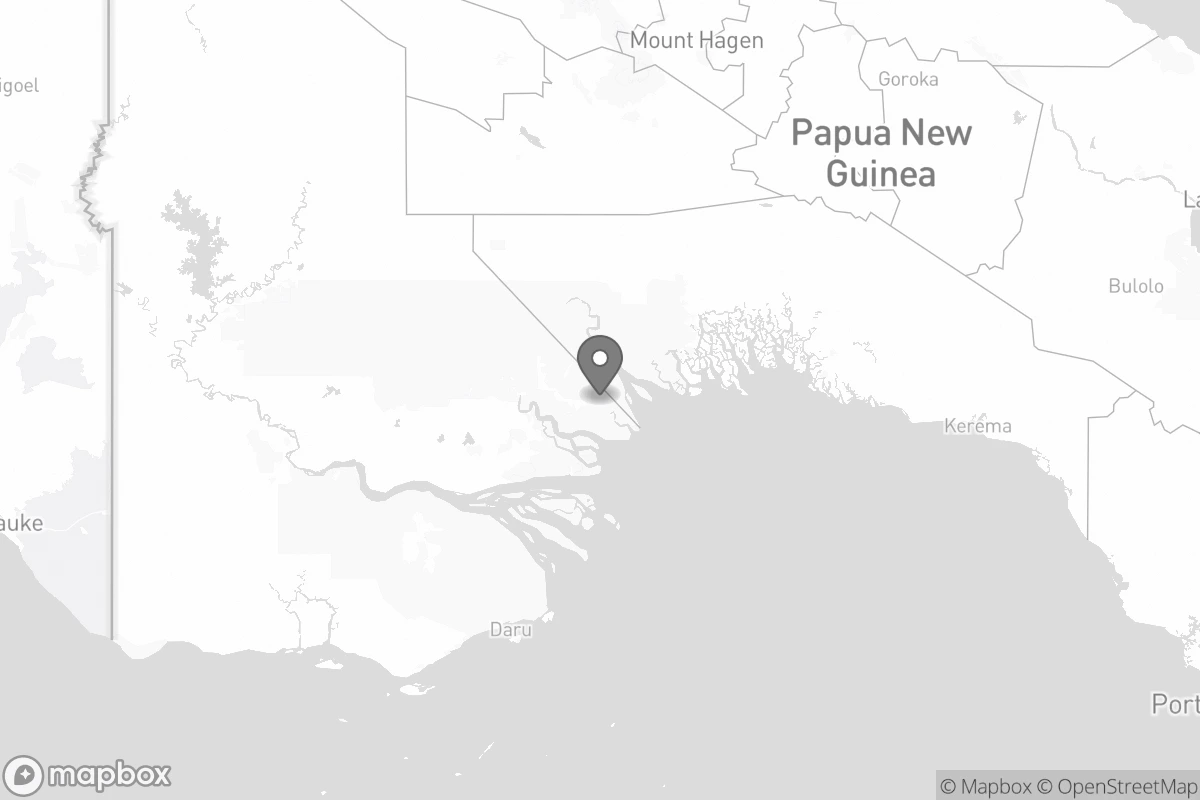 Mount Hagen
igoel
Goroka
Papua New
Guinea
La
Bulolo
Kerema
auke
Daru
Port
mapbox
© Mapbox © OpenStreetMap